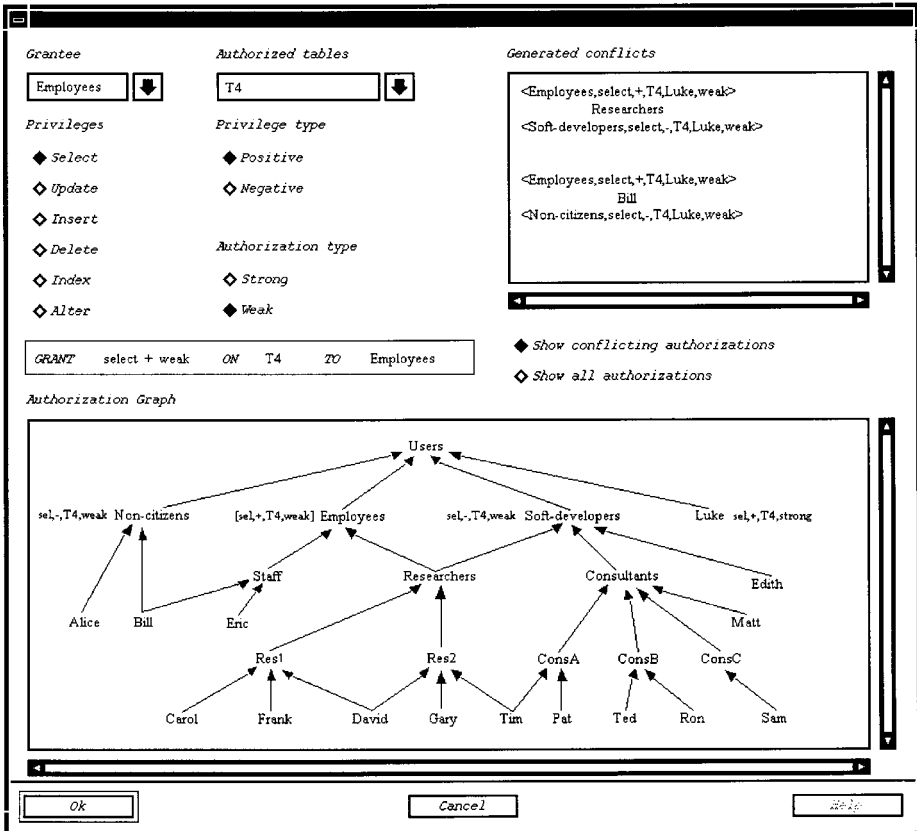 Grantee
Authorized tables
Generated conflicts
Employees
T4
<Employees,select,+,T4,Luke,weak>
Researchers
<Soft-developers,select,-,T4,Luke,weak>
<Employees,select,+,T4,Luke,weak>
Bill
<Non-citizens,select,-,T4,Luke,weak>
Privileges
Privilege type
Select
Positive
Update
Negative
Insert
Delete
Authorization type
Index
Strong
Alter
Weak
GRANT select + weak ON T4 TO Employees
Show conflicting authorizations
Show all authorizations
Authorization Graph
Users
sel,-,T4,weak Non-citizens [sel,+,T4,weak] Employees sel,-,T4,weak Soft-developers Luke sel,+,T4,strong
Staff Researchers Consultants Edith
Alice Bill Eric Matt
Res1 Res2 ConsA ConsB ConsC
Carol Frank David Gary Tim Pat Ted Ron Sam
Ok Cancel Help